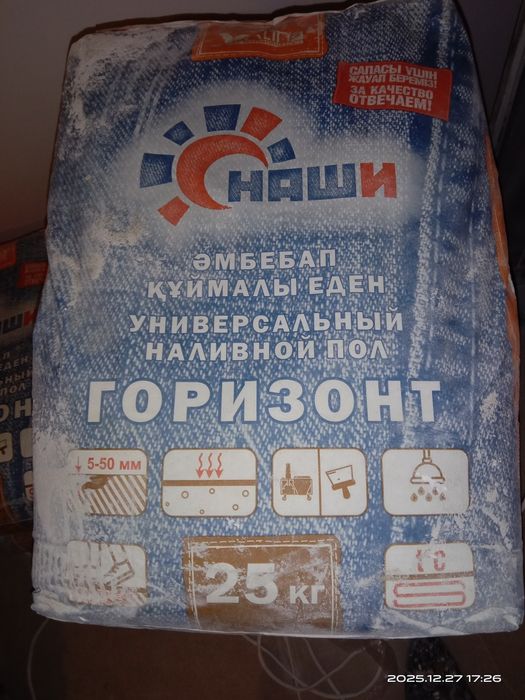 САПАСЫ ҮШІН
ЖАУАП БЕРЕМІЗ!
ЗА КАЧЕСТВО
ОТВЕЧАЕМ!
НАШИ
ӘМБЕБАП
ҚҰЙМАЛЫ ЕДЕН
УНИВЕРСАЛЬНЫЙ
НАЛИВНОЙ ПОЛ
ГОРИЗОНТ
5-50 мм
25 кг
t°C
2025.12.27 17:26